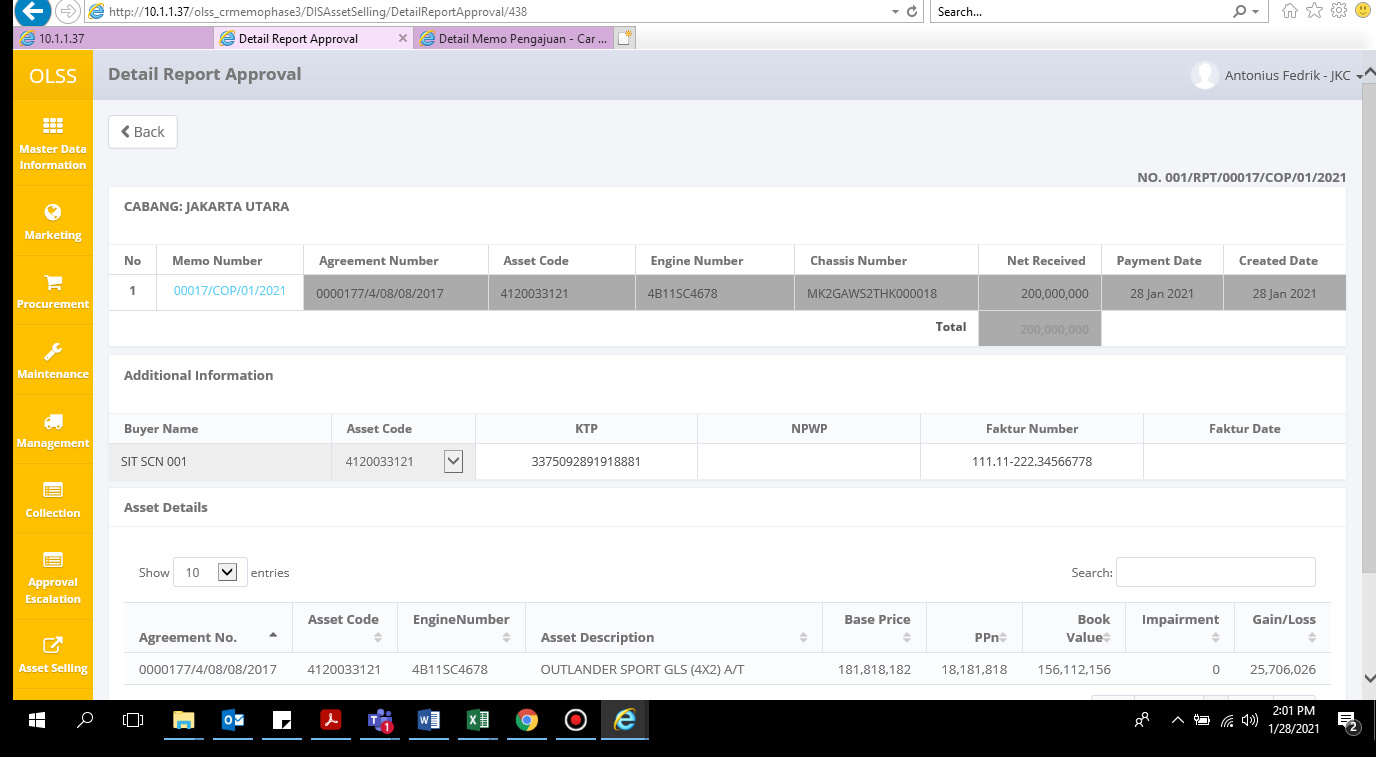 http://10.1.1.37/olss_crmemophase3/DISAssetSelling/DetailReportApproval/438
Search...
10.1.1.37
Detail Report Approval
Detail Memo Pengajuan - Car ...
OLSS
Detail Report Approval
Antonius Fedrik - JKC
Back
Master Data Information
Marketing
Procurement
Maintenance
Management
Collection
Approval Escalation
Asset Selling
NO. 001/RPT/00017/COP/01/2021
CABANG: JAKARTA UTARA
No Memo Number Agreement Number Asset Code Engine Number Chassis Number Net Received Payment Date Created Date
1 00017/COP/01/2021 0000177/4/08/08/2017 4120033121 4B11SC4678 MK2GAWS2THK000018 200,000,000 28 Jan 2021 28 Jan 2021
Total 200,000,000
Additional Information
Buyer Name Asset Code KTP NPWP Faktur Number Faktur Date
SIT SCN 001 4120033121 3375092891918881 111.11-222.34566778
Asset Details
Show 10 entries Search:
Agreement No. Asset Code EngineNumber Asset Description Base Price PPn Book Value Impairment Gain/Loss
0000177/4/08/08/2017 4120033121 4B11SC4678 OUTLANDER SPORT GLS (4X2) A/T 181,818,182 18,181,818 156,112,156 0 25,706,026
1
2:01 PM
1/28/2021
2